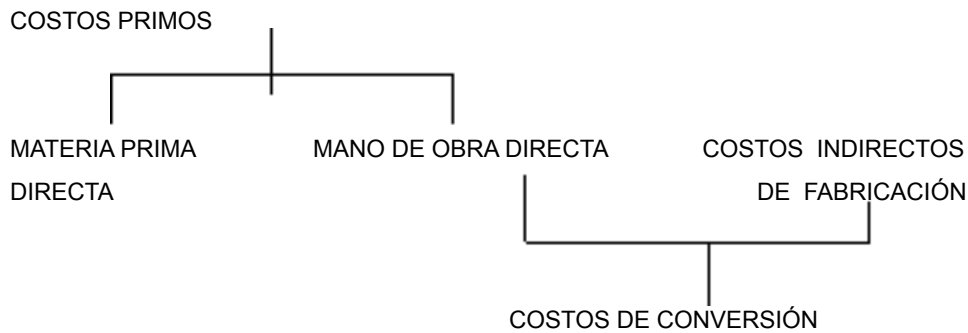 COSTOS PRIMOS
MATERIA PRIMA DIRECTA
MANO DE OBRA DIRECTA
COSTOS INDIRECTOS DE FABRICACIÓN
COSTOS DE CONVERSIÓN